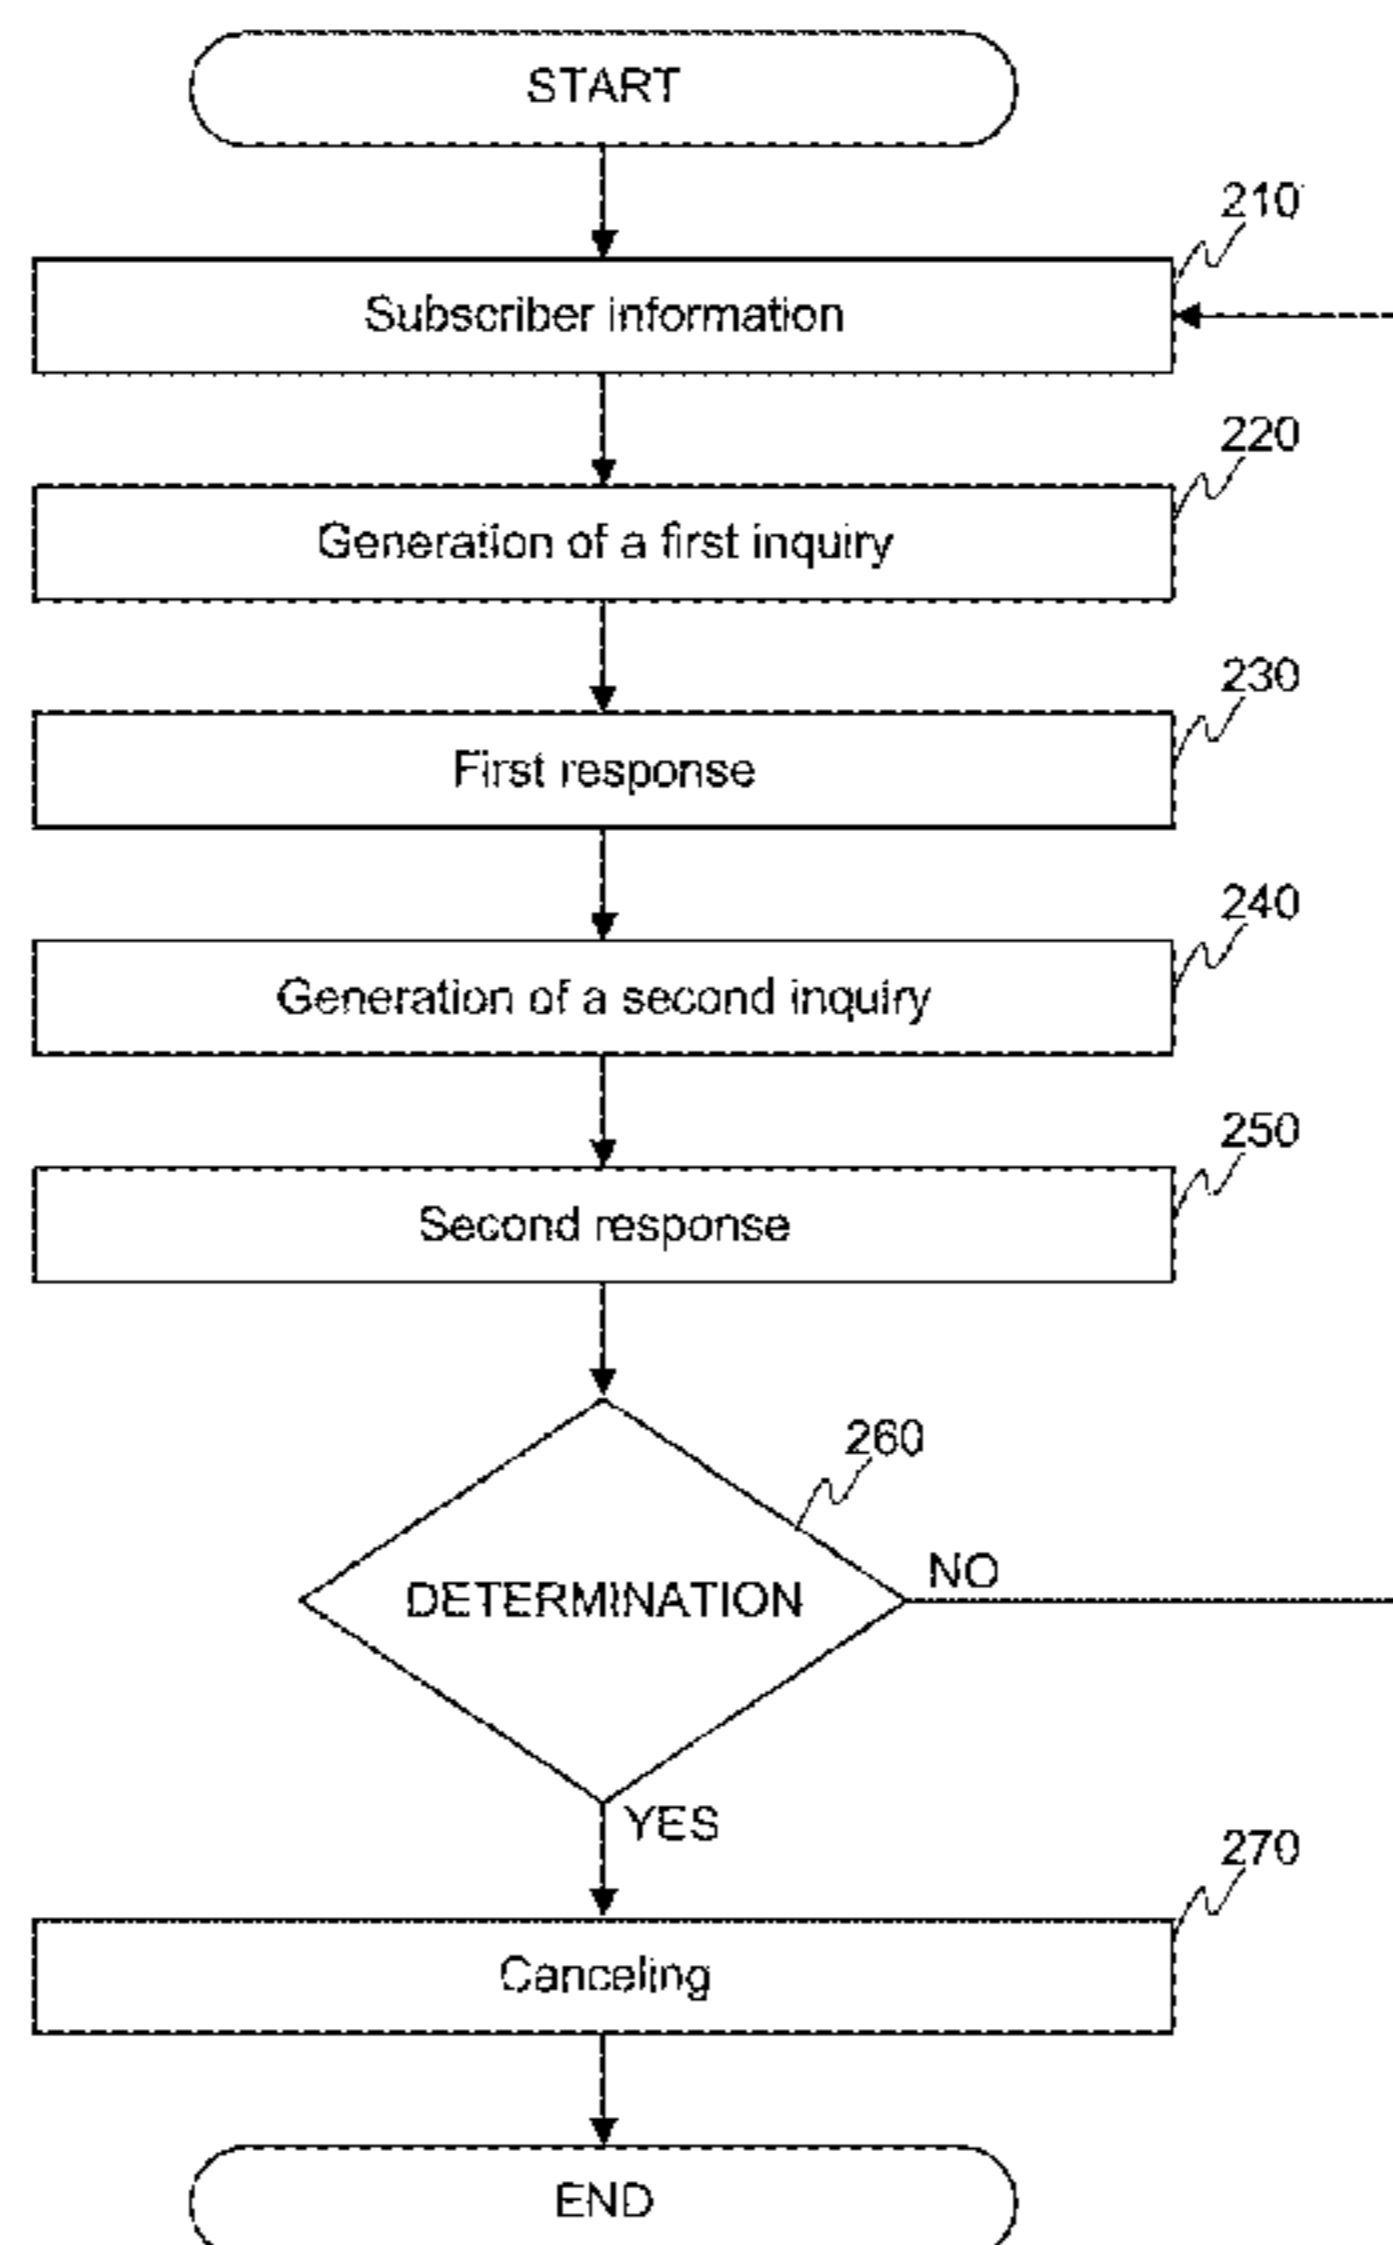 START
210
Subscriber information
220
Generation of a first inquiry
230
First response
240
Generation of a second inquiry
250
Second response
260
DETERMINATION
NO
YES
270
Canceling
END